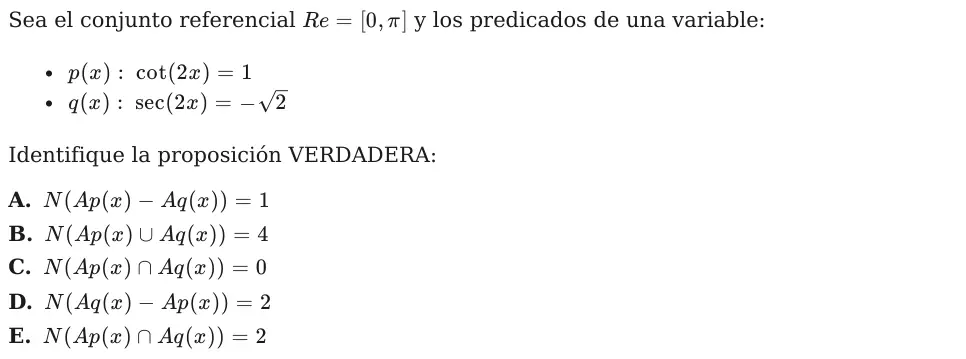 Sea el conjunto referencial Re = [0, π] y los predicados de una variable:
• p(x) : cot(2x) = 1
• q(x) : sec(2x) = −√2
Identifique la proposición VERDADERA:
A. N(Ap(x) − Aq(x)) = 1
B. N(Ap(x) ∪ Aq(x)) = 4
C. N(Ap(x) ∩ Aq(x)) = 0
D. N(Aq(x) − Ap(x)) = 2
E. N(Ap(x) ∩ Aq(x)) = 2